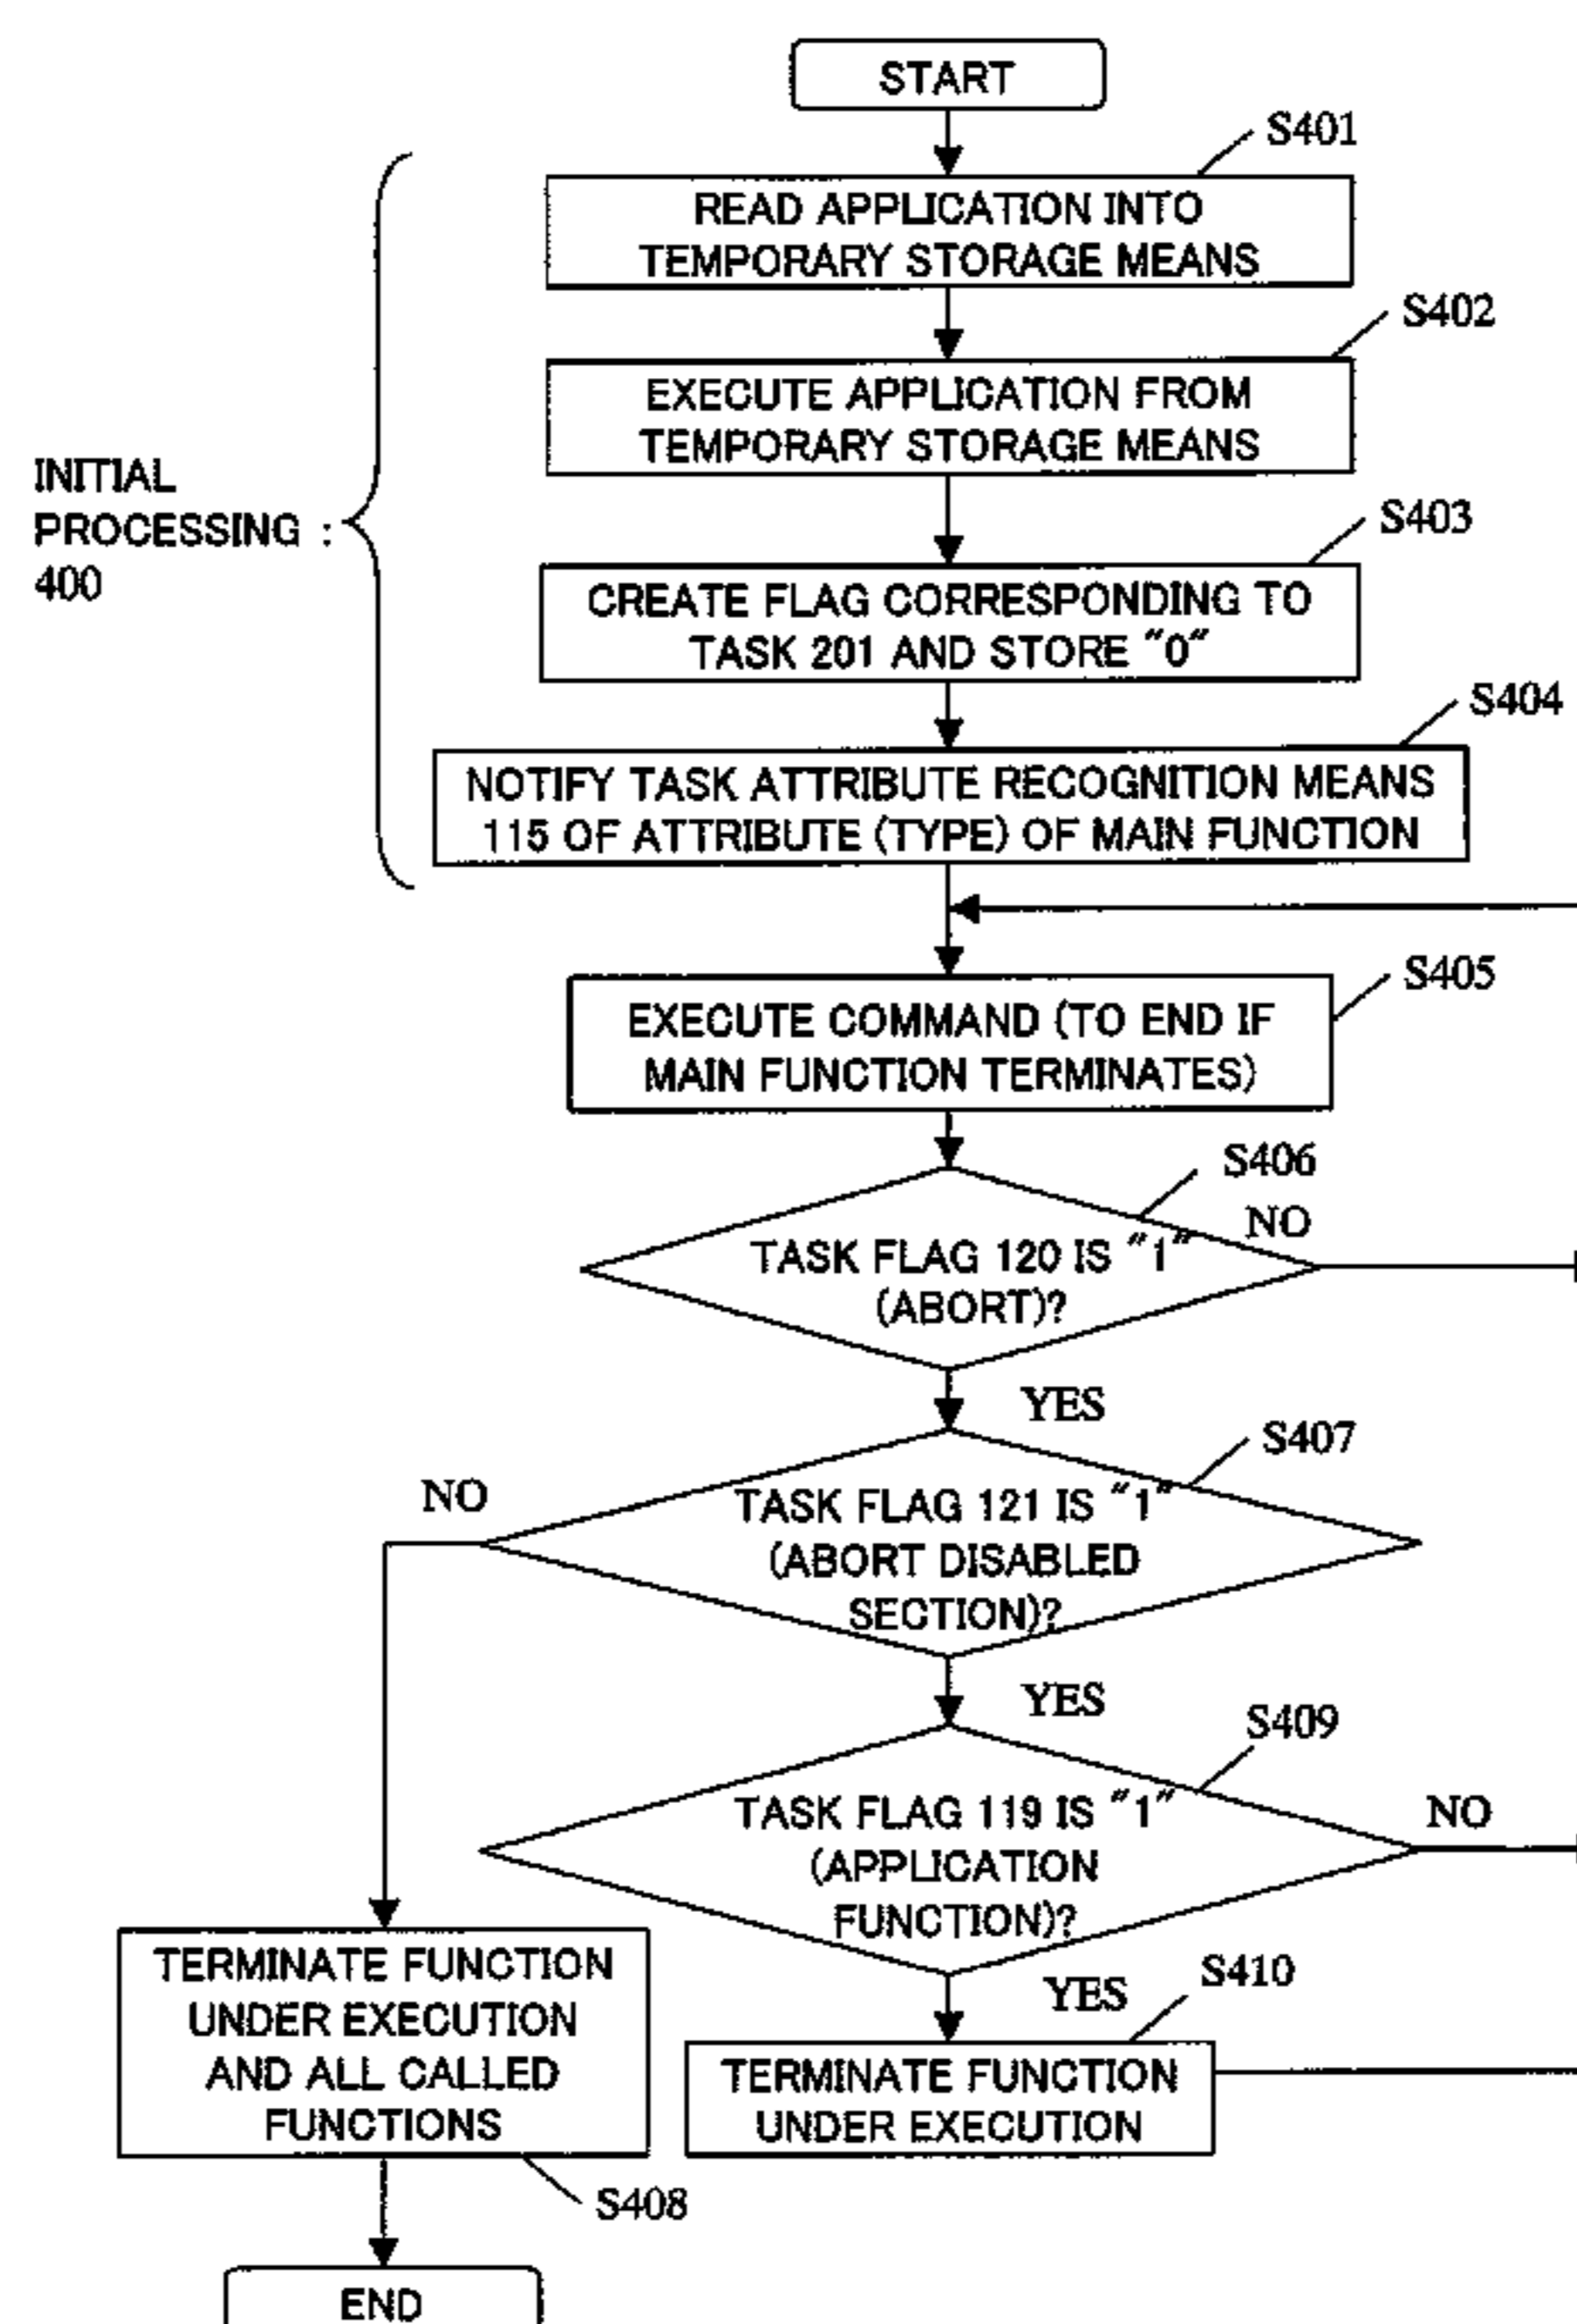 START
S401
READ APPLICATION INTO
TEMPORARY STORAGE MEANS
S402
EXECUTE APPLICATION FROM
TEMPORARY STORAGE MEANS
INITIAL
PROCESSING :
400
S403
CREATE FLAG CORRESPONDING TO
TASK 201 AND STORE "0"
S404
NOTIFY TASK ATTRIBUTE RECOGNITION MEANS
115 OF ATTRIBUTE (TYPE) OF MAIN FUNCTION
S405
EXECUTE COMMAND (TO END IF
MAIN FUNCTION TERMINATES)
S406
NO
TASK FLAG 120 IS "1"
(ABORT)?
YES
S407
NO
TASK FLAG 121 IS "1"
(ABORT DISABLED
SECTION)?
YES
S409
TASK FLAG 119 IS "1"
(APPLICATION
FUNCTION)?
NO
YES
S410
TERMINATE FUNCTION
UNDER EXECUTION
AND ALL CALLED
FUNCTIONS
TERMINATE FUNCTION
UNDER EXECUTION
S408
END